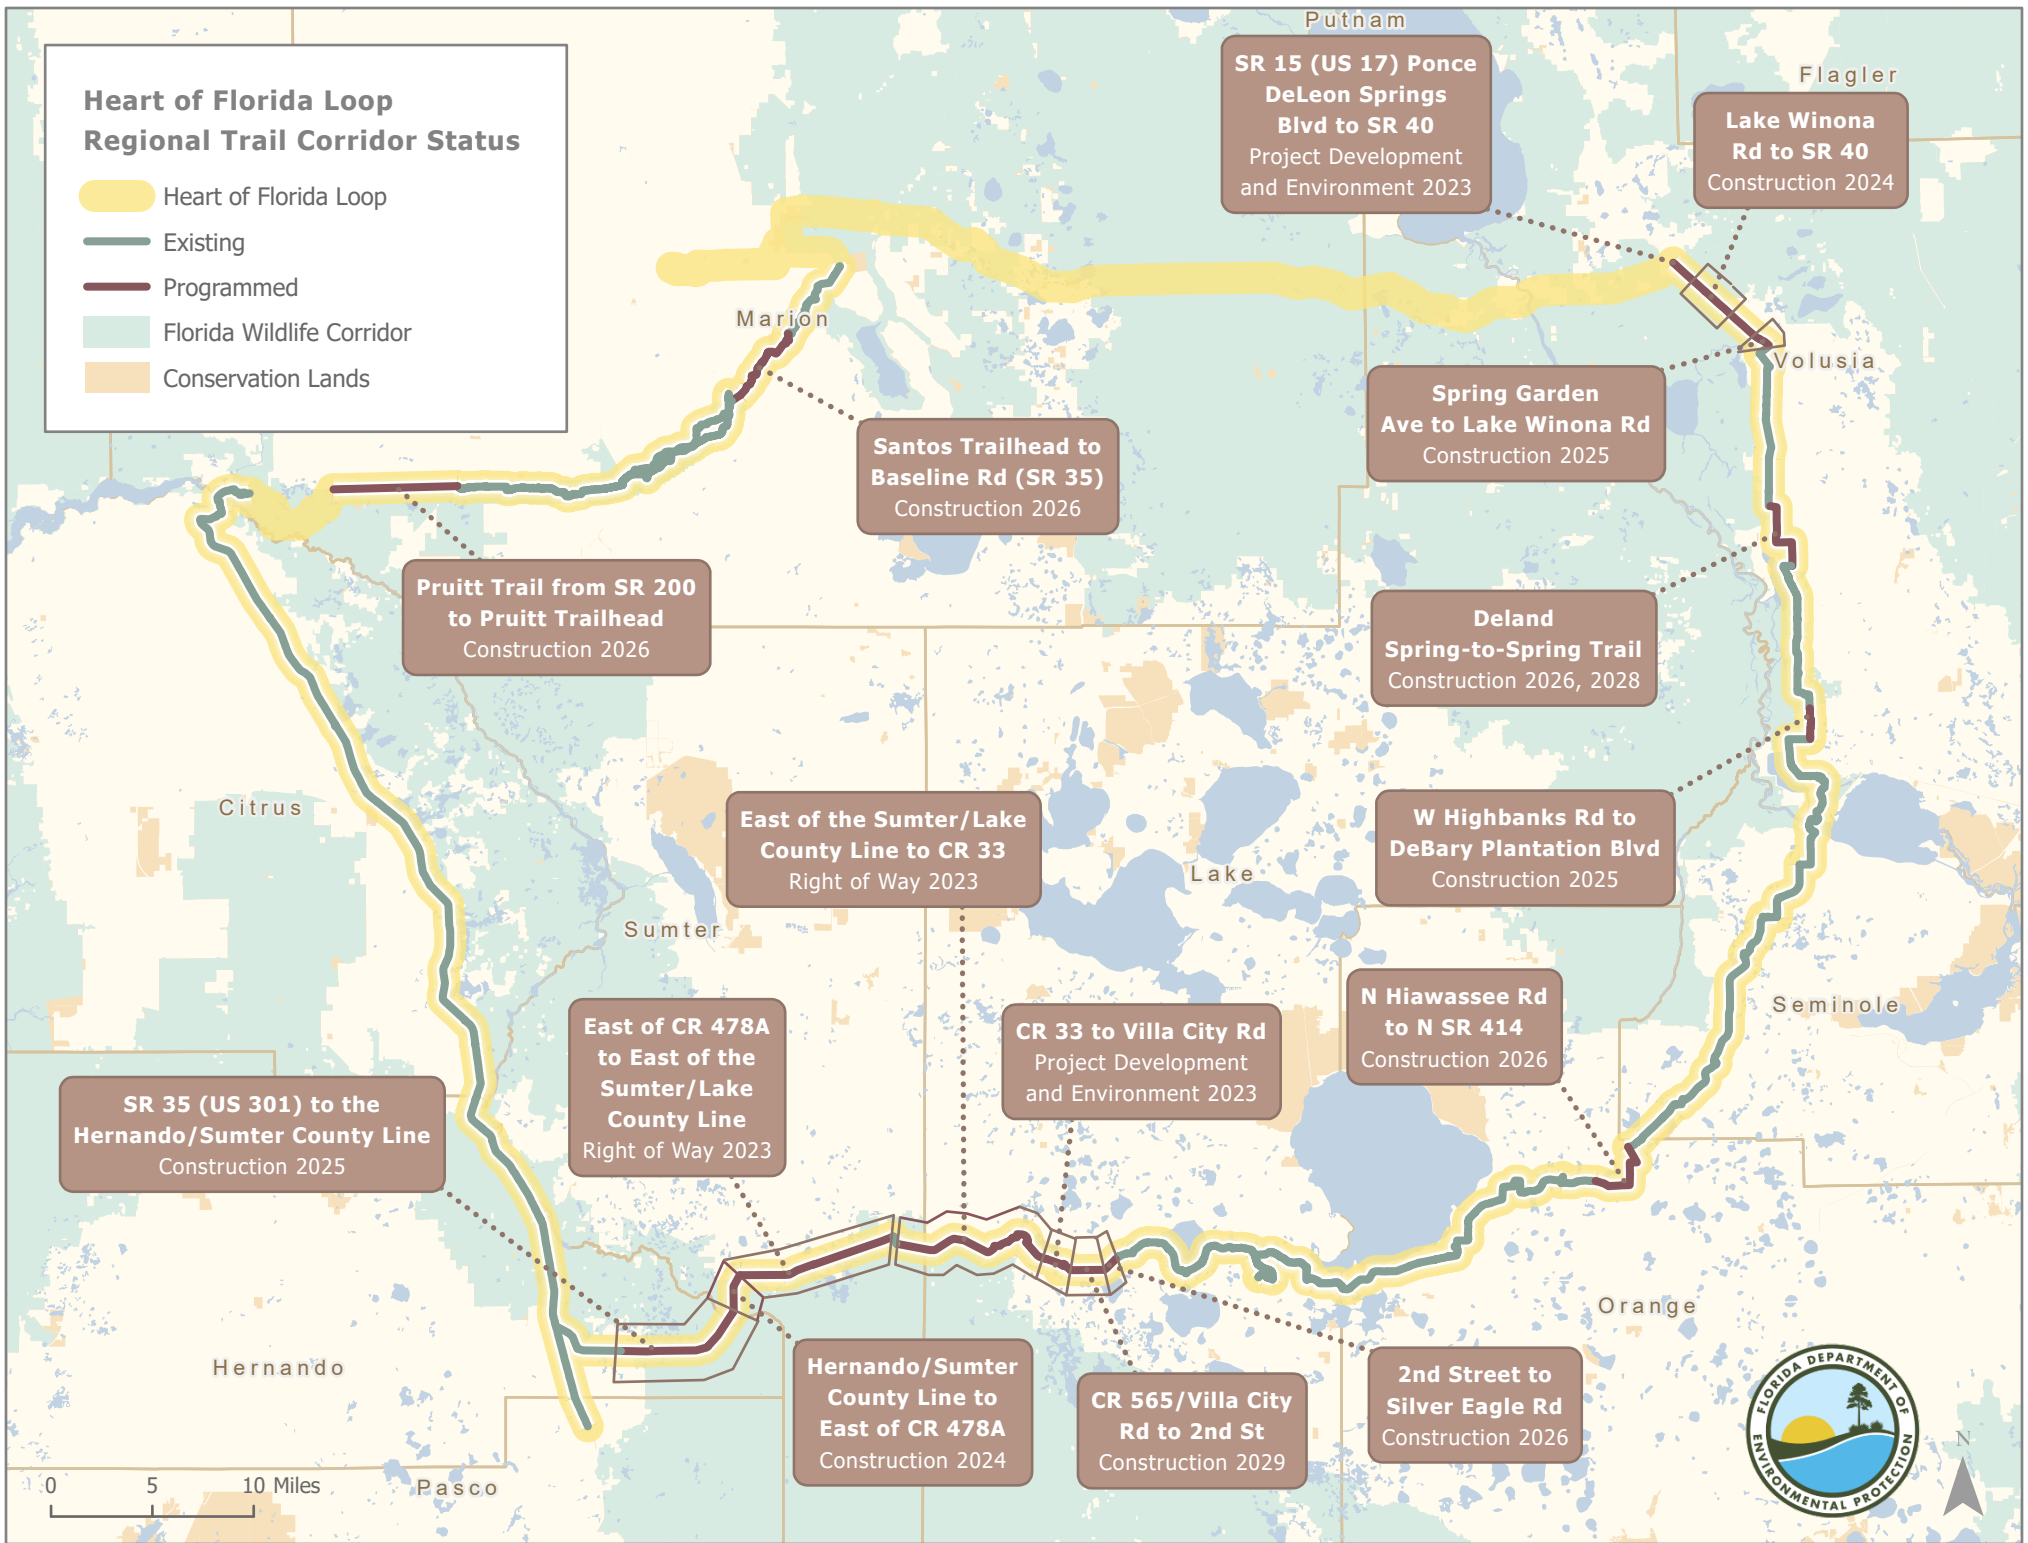 Heart of Florida Loop
Regional Trail Corridor Status
Heart of Florida Loop
Existing
Programmed
Florida Wildlife Corridor
Conservation Lands
Putnam
Flagler
SR 15 (US 17) Ponce
DeLeon Springs
Blvd to SR 40
Project Development
and Environment 2023
Lake Winona
Rd to SR 40
Construction 2024
Marion
Volusia
Spring Garden
Ave to Lake Winona Rd
Construction 2025
Santos Trailhead to
Baseline Rd (SR 35)
Construction 2026
Pruitt Trail from SR 200
to Pruitt Trailhead
Construction 2026
Deland
Spring-to-Spring Trail
Construction 2026, 2028
Citrus
East of the Sumter/Lake
County Line to CR 33
Right of Way 2023
W Highbanks Rd to
DeBary Plantation Blvd
Construction 2025
Lake
Sumter
N Hiawassee Rd
to N SR 414
Construction 2026
Seminole
East of CR 478A
to East of the
Sumter/Lake
County Line
Right of Way 2023
CR 33 to Villa City Rd
Project Development
and Environment 2023
SR 35 (US 301) to the
Hernando/Sumter County Line
Construction 2025
Orange
Hernando
Hernando/Sumter
County Line to
East of CR 478A
Construction 2024
CR 565/Villa City
Rd to 2nd St
Construction 2029
2nd Street to
Silver Eagle Rd
Construction 2026
FLORIDA DEPARTMENT OF
ENVIRONMENTAL PROTECTION
N
0 5 10 Miles
Pasco